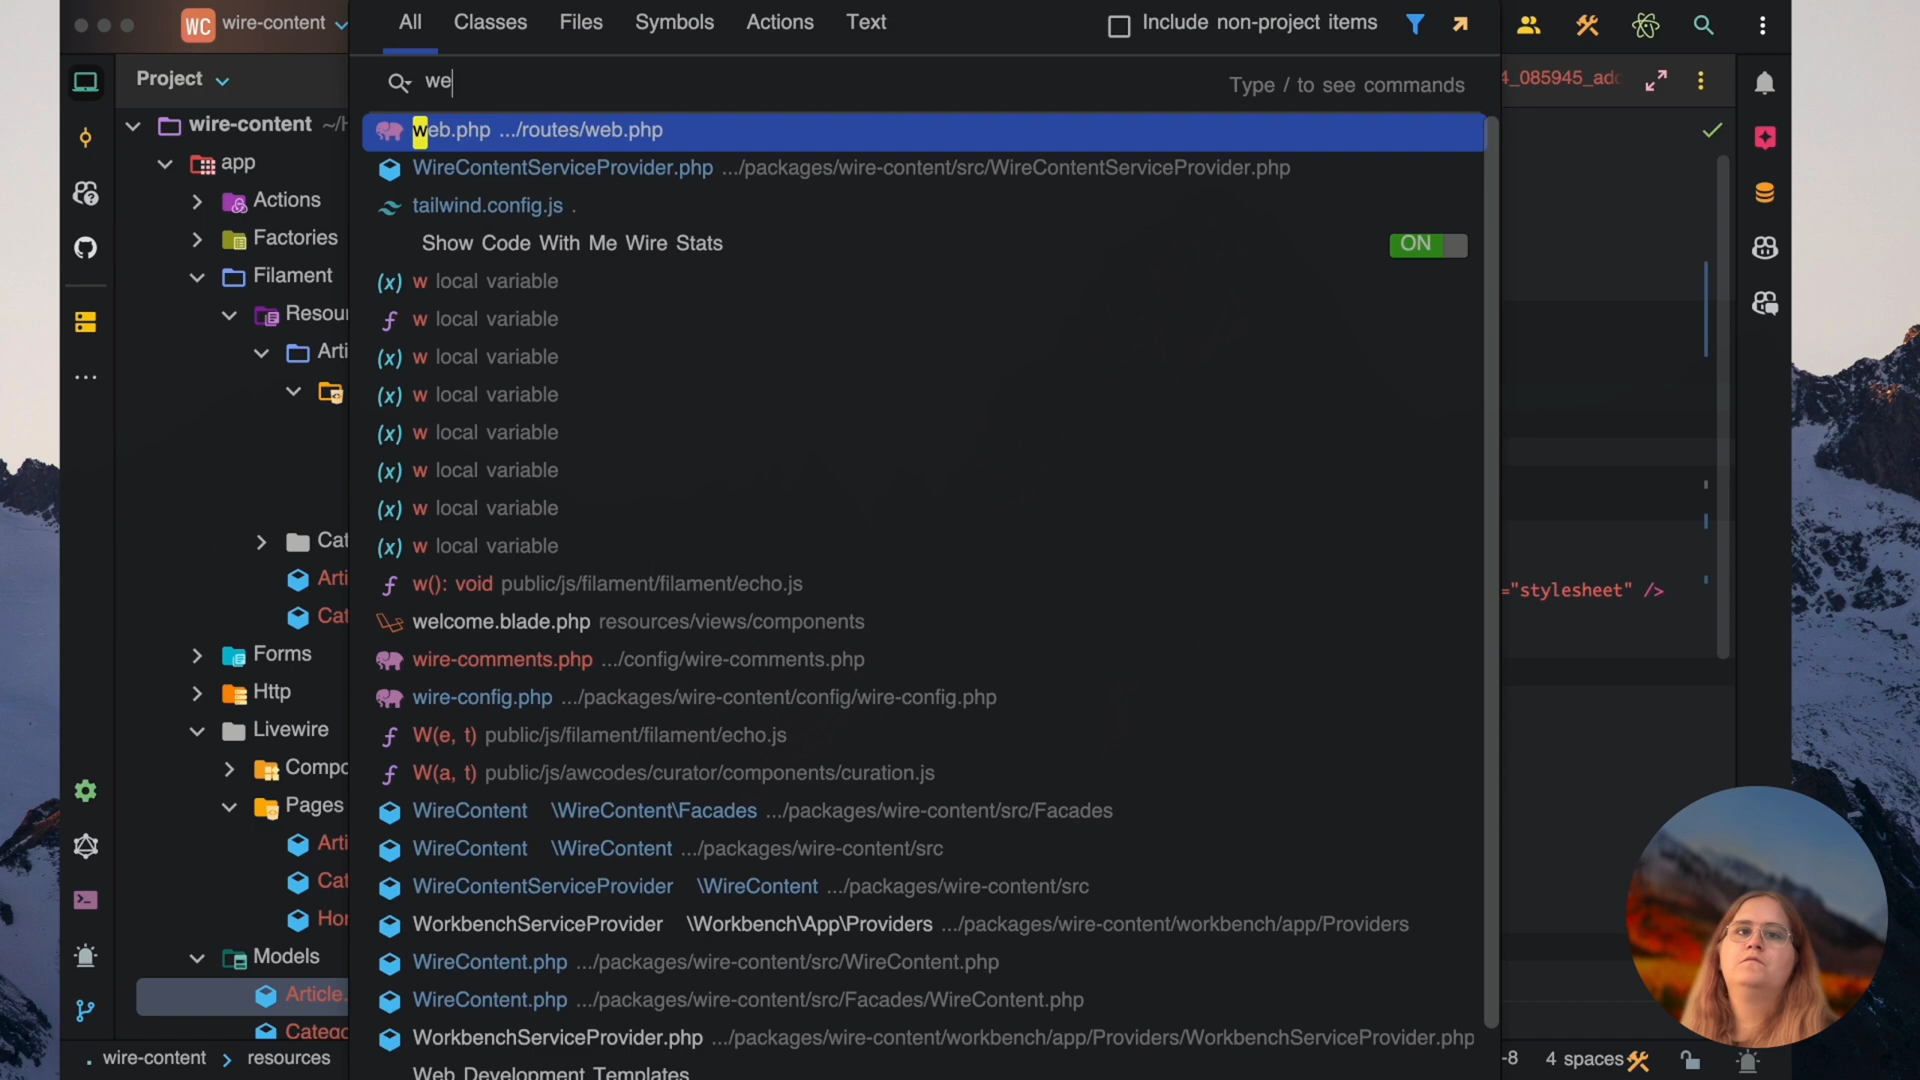 WC wire-content
All Classes Files Symbols Actions Text Include non-project items
Project
we Type / to see commands
4_085945_add
wire-content ~/H
app
Actions
Factories
Filament
Resour
Arti
Cat
Arti
Cat
Forms
Http
Livewire
Compo
Pages
Arti
Cat
Hor
Models
Article.
Catego
web.php .../routes/web.php
WireContentServiceProvider.php .../packages/wire-content/src/WireContentServiceProvider.php
tailwind.config.js .
Show Code With Me Wire Stats ON
(x) w local variable
f w local variable
(x) w local variable
(x) w local variable
(x) w local variable
(x) w local variable
(x) w local variable
(x) w local variable
f w(): void public/js/filament/filament/echo.js
welcome.blade.php resources/views/components
wire-comments.php .../config/wire-comments.php
wire-config.php .../packages/wire-content/config/wire-config.php
f W(e, t) public/js/filament/filament/echo.js
f W(a, t) public/js/awcodes/curator/components/curation.js
WireContent \WireContent\Facades .../packages/wire-content/src/Facades
WireContent \WireContent .../packages/wire-content/src
WireContentServiceProvider \WireContent .../packages/wire-content/src
WorkbenchServiceProvider \Workbench\App\Providers .../packages/wire-content/workbench/app/Providers
WireContent.php .../packages/wire-content/src/WireContent.php
WireContent.php .../packages/wire-content/src/Facades/WireContent.php
WorkbenchServiceProvider.php .../packages/wire-content/workbench/app/Providers/WorkbenchServiceProvider.php
Web Development Templates
="stylesheet" />
wire-content > resources
-8 4 spaces